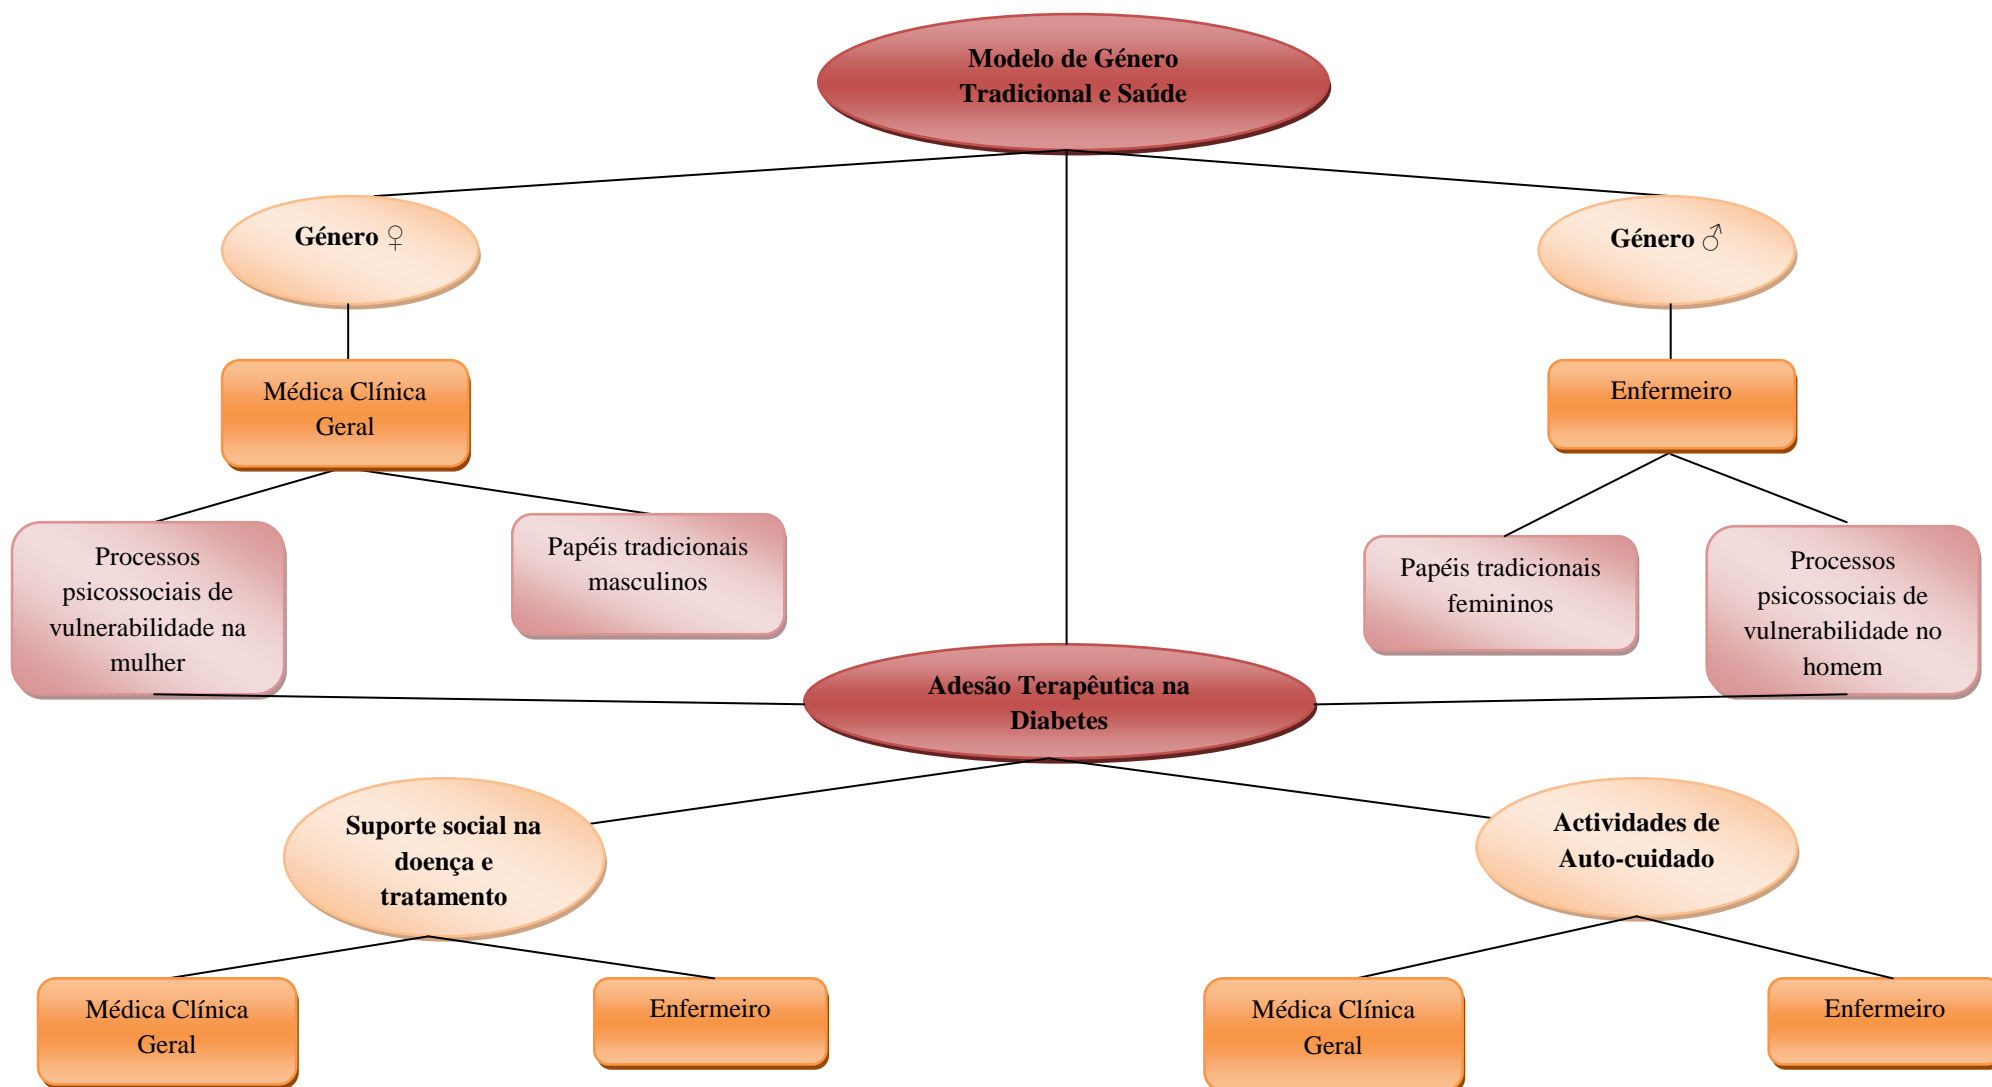 Modelo de Género
Tradicional e Saúde
Género ♀
Género ♂
Médica Clínica
Geral
Enfermeiro
Processos
psicossociais de
vulnerabilidade na
mulher
Papéis tradicionais
masculinos
Papéis tradicionais
femininos
Processos
psicossociais de
vulnerabilidade no
homem
Adesão Terapêutica na
Diabetes
Suporte social na
doença e
tratamento
Actividades de
Auto-cuidado
Médica Clínica
Geral
Enfermeiro
Médica Clínica
Geral
Enfermeiro